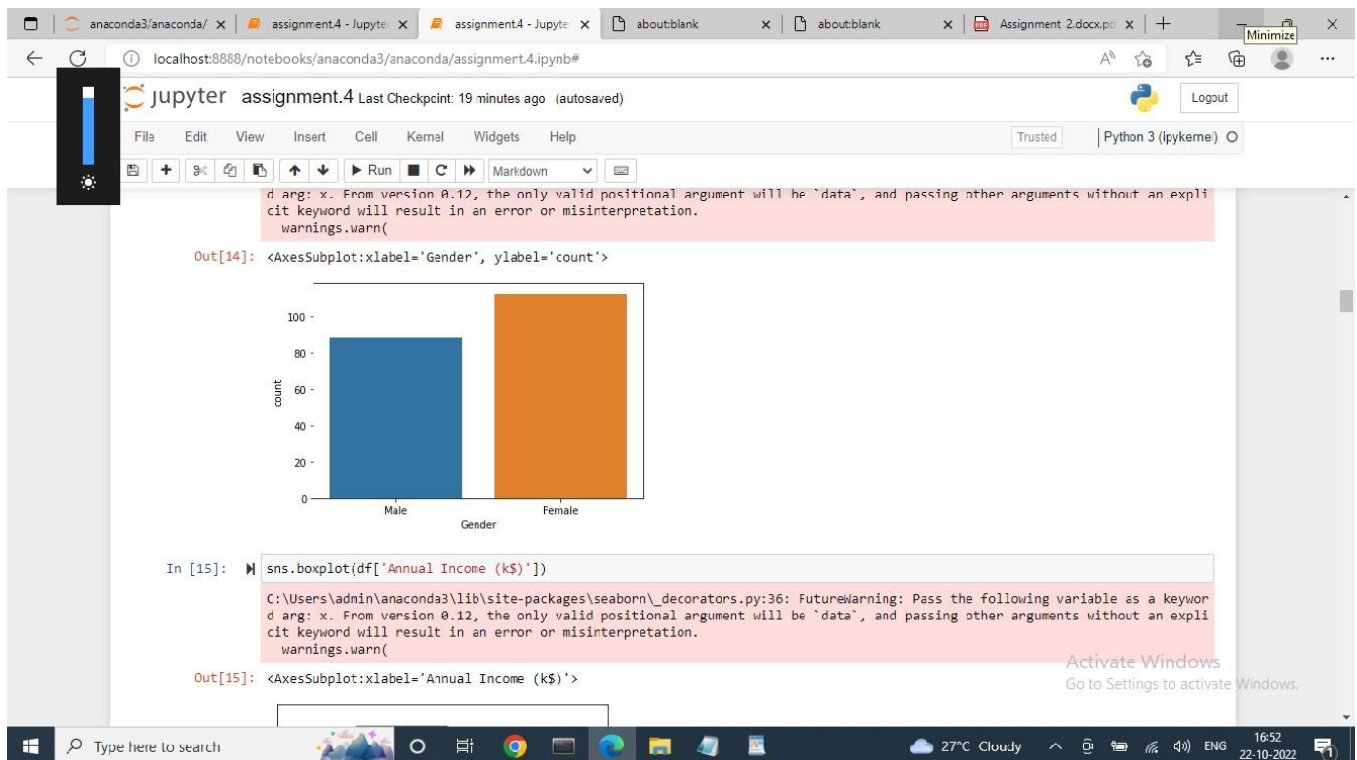 anaconda3/anaconda/
assignment.4 - Jupyter
assignment.4 - Jupyter
about:blank
about:blank
Assignment 2.docx.pd
Minimize
localhost:8888/notebooks/anaconda3/anaconda/assignment.4.ipynb#
jupyter assignment.4 Last Checkpoint: 19 minutes ago (autosaved)
Logout
File Edit View Insert Cell Kernel Widgets Help
Trusted
Python 3 (ipykernel)
Run
Markdown
d arg: x. From version 0.12, the only valid positional argument will be `data`, and passing other arguments without an expli
cit keyword will result in an error or misinterpretation.
warnings.warn(
Out[14]: <AxesSubplot:xlabel='Gender', ylabel='count'>
100
80
60
40
20
0
count
Male Female
Gender
In [15]: sns.boxplot(df['Annual Income (k$)'])
C:\Users\admin\anaconda3\lib\site-packages\seaborn\_decorators.py:36: FutureWarning: Pass the following variable as a keywor
d arg: x. From version 0.12, the only valid positional argument will be `data`, and passing other arguments without an expli
cit keyword will result in an error or misinterpretation.
warnings.warn(
Out[15]: <AxesSubplot:xlabel='Annual Income (k$)'>
Activate Windows
Go to Settings to activate Windows.
Type here to search
27°C Cloudy
ENG
16:52
22-10-2022